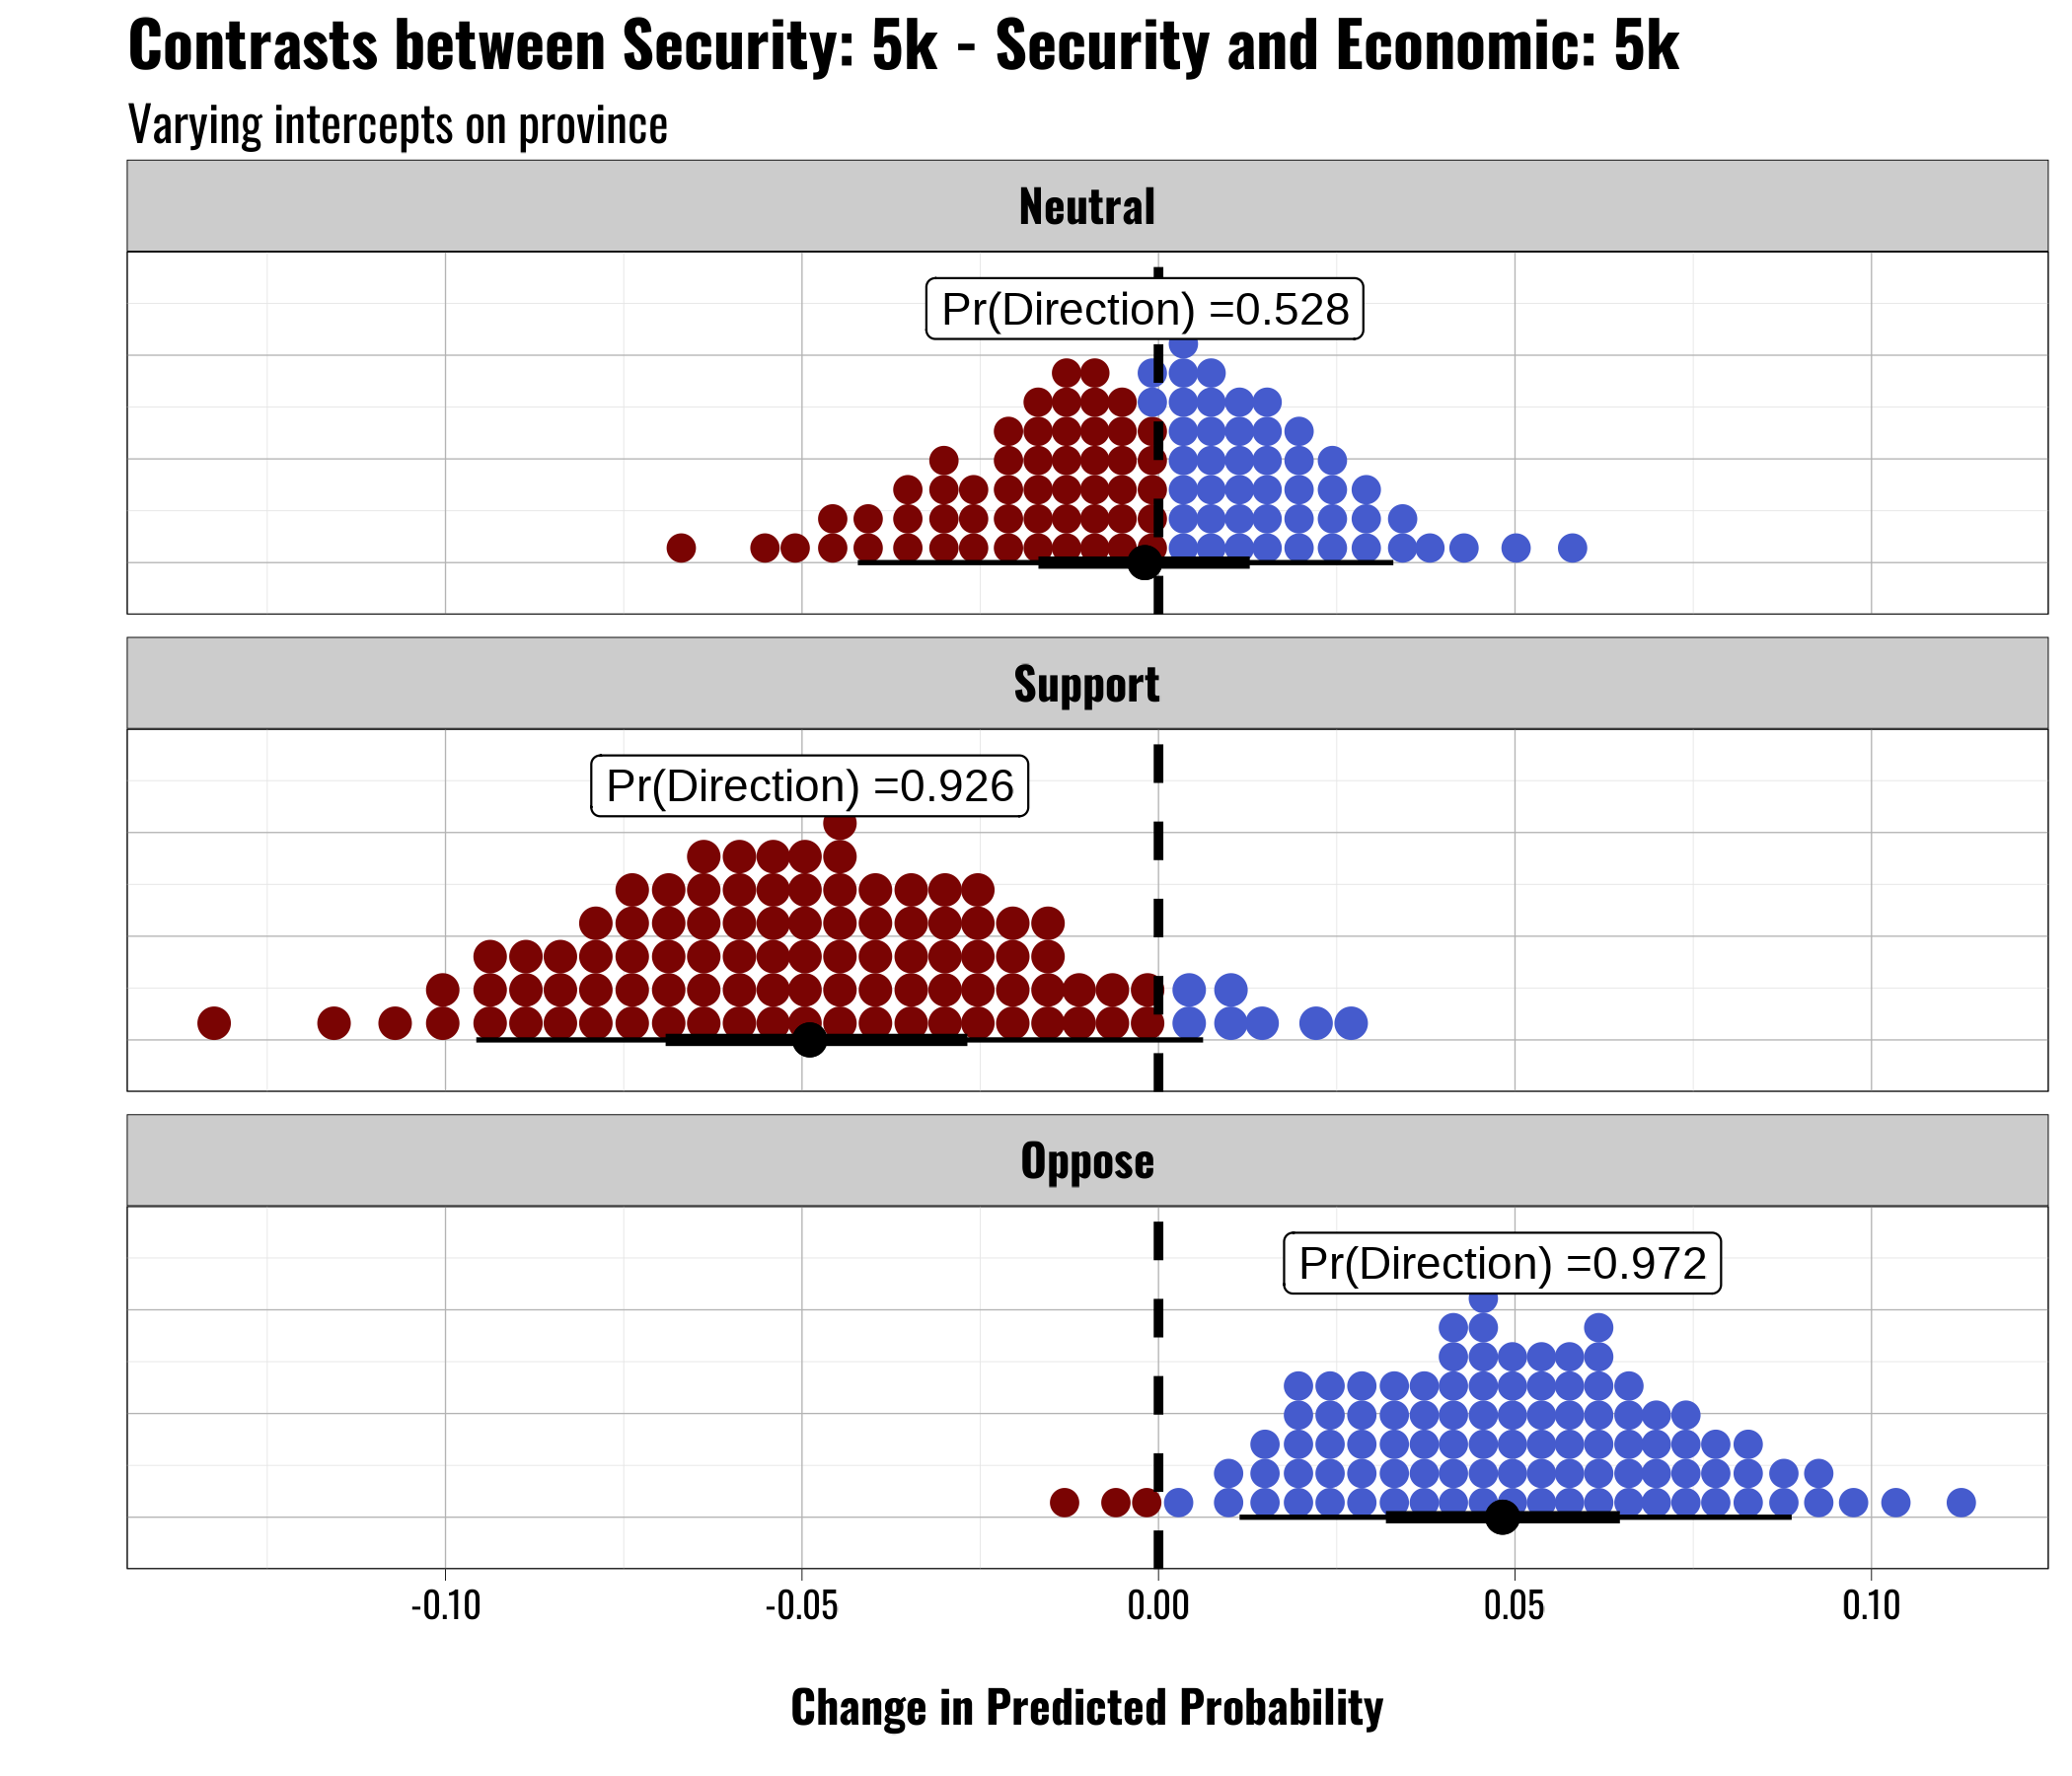 Contrasts between Security: 5k - Security and Economic: 5k
Varying intercepts on province
Neutral
Pr(Direction) =0.528
Support
Pr(Direction) =0.926
Oppose
Pr(Direction) =0.972
-0.10 -0.05 0.00 0.05 0.10
Change in Predicted Probability